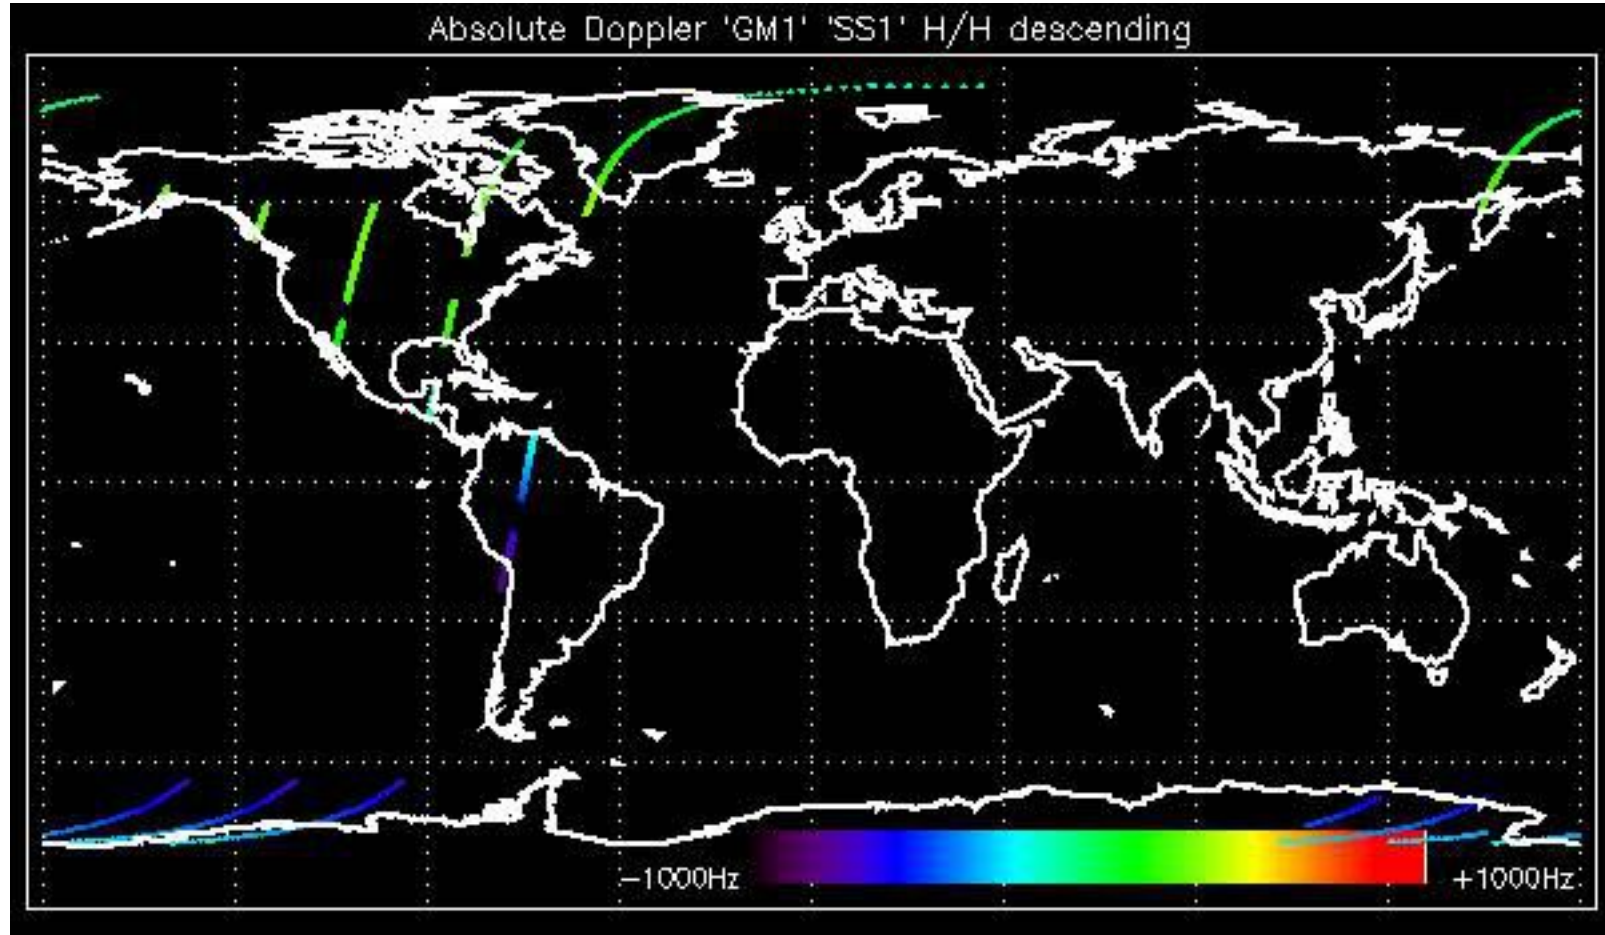 Absolute Doppler 'GM1' 'SS1' H/H descending
−1000Hz
+1000Hz